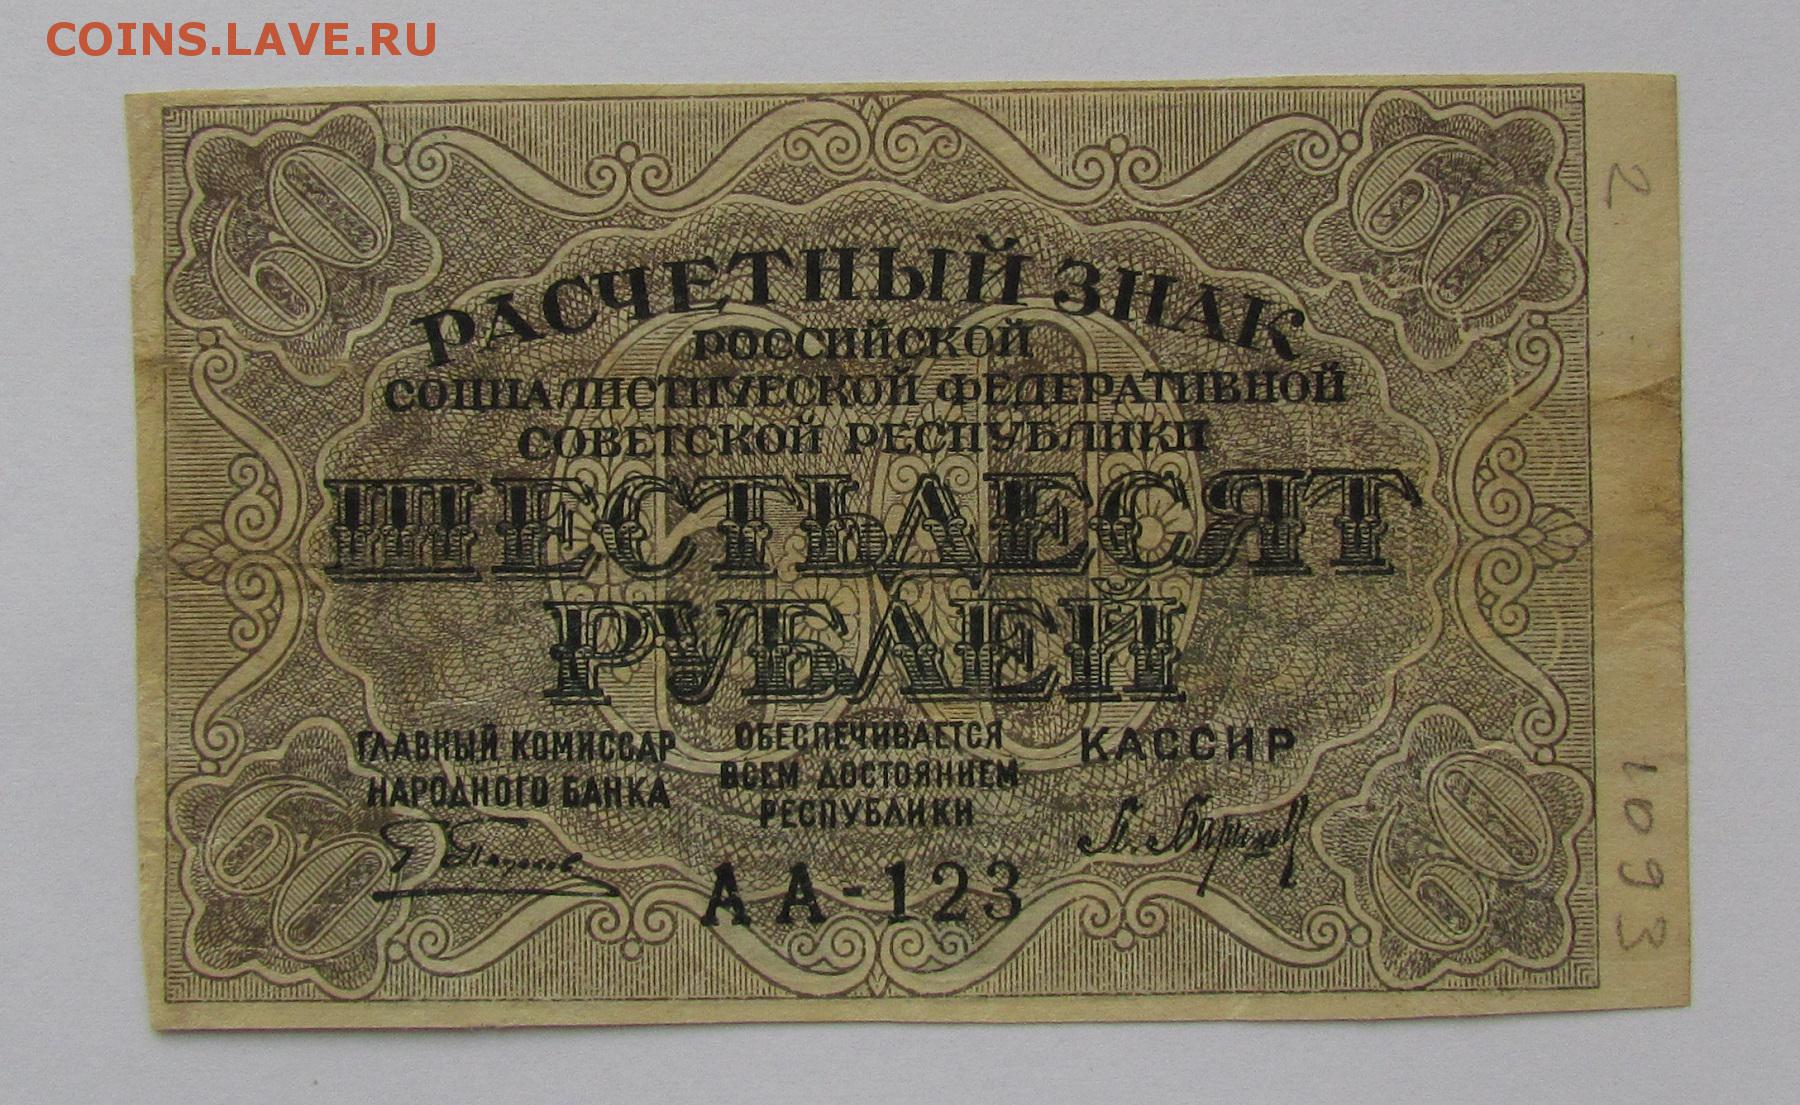 COINS.LAVE.RU
60 60
РАСЧЕТНЫЙ ЗНАК
РОССИЙСКОЙ
СОЦИАЛИСТИЧЕСКОЙ ФЕДЕРАТИВНОЙ
СОВЕТСКОЙ РЕСПУБЛИКИ
60
ШЕСТЬДЕСЯТ
РУБЛЕЙ
ГЛАВНЫЙ КОМИССАР
НАРОДНОГО БАНКА
ОБЕСПЕЧИВАЕТСЯ
ВСЕМ ДОСТОЯНИЕМ
РЕСПУБЛИКИ
КАССИР
АА-123
60 60
2
1093